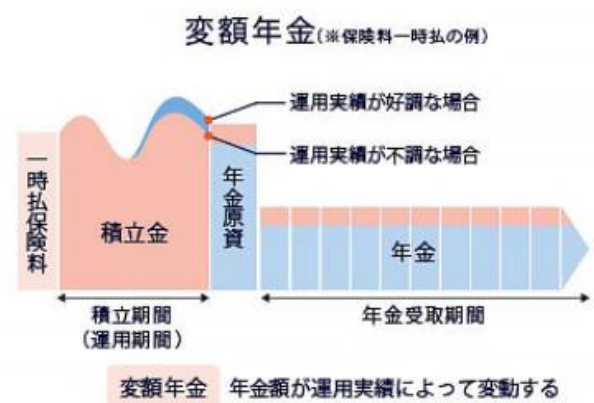 変額年金(※保険料一時払の例)
運用実績が好調な場合
運用実績が不調な場合
一時払保険料
積立金
年金原資
年金
積立期間
(運用期間)
年金受取期間
変額年金 年金額が運用実績によって変動する